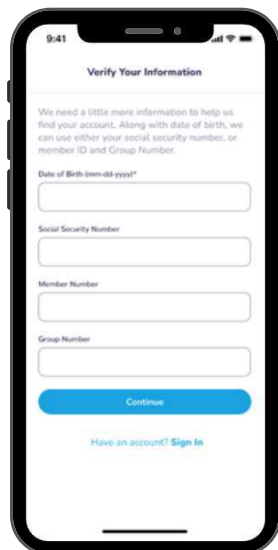 9:41
Verify Your Information
We need a little more information to help us
find your account. Along with date of birth, we
can use either your social security number, or
member ID and Group Number.
Date of Birth (mm-dd-yyyy)*
Social Security Number
Member Number
Group Number
Continue
Have an account? Sign In